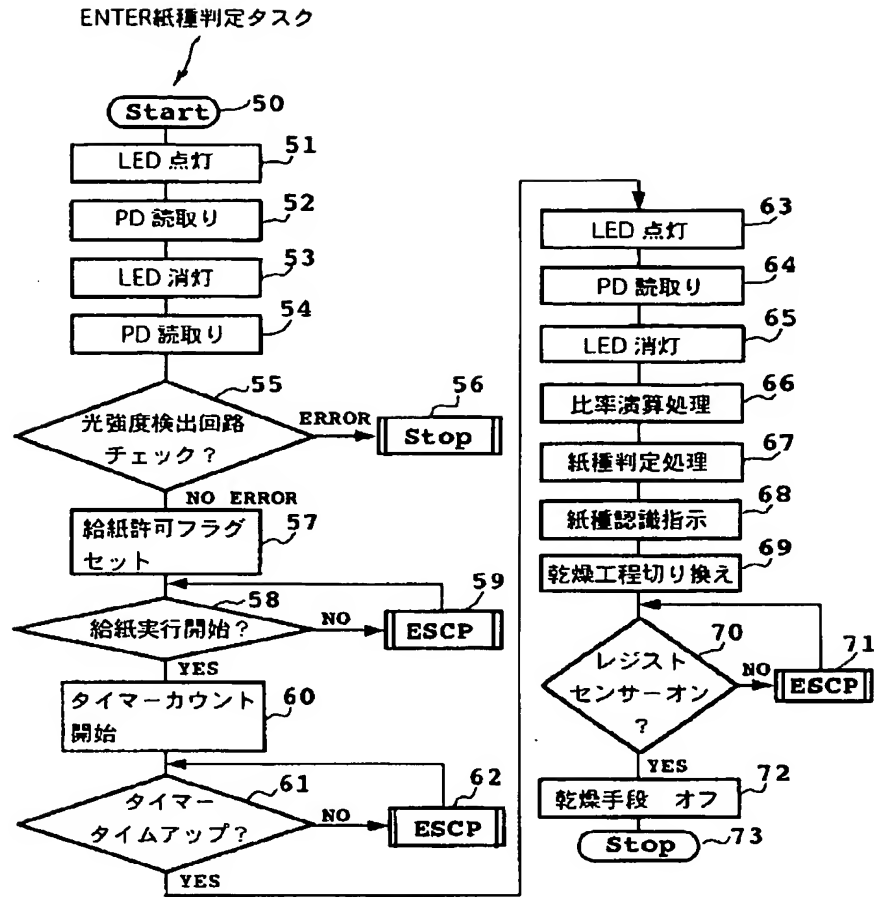 ENTER紙種判定タスク
Start 50
LED 点灯 51
PD 読取り 52
LED 消灯 53
PD 読取り 54
55
光強度検出回路
チェック?
ERROR
56
Stop
NO ERROR
給紙許可フラグ
セット
57
58
給紙実行開始?
NO
59
ESCP
YES
タイマーカウント
開始
60
61
タイマー
タイムアップ?
NO
62
ESCP
YES
LED 点灯 63
PD 読取り 64
LED 消灯 65
比率演算処理 66
紙種判定処理 67
紙種認識指示 68
乾燥工程切り換え 69
70
レジスト
センサーオン
?
NO
71
ESCP
YES
乾燥手段 オフ 72
Stop 73